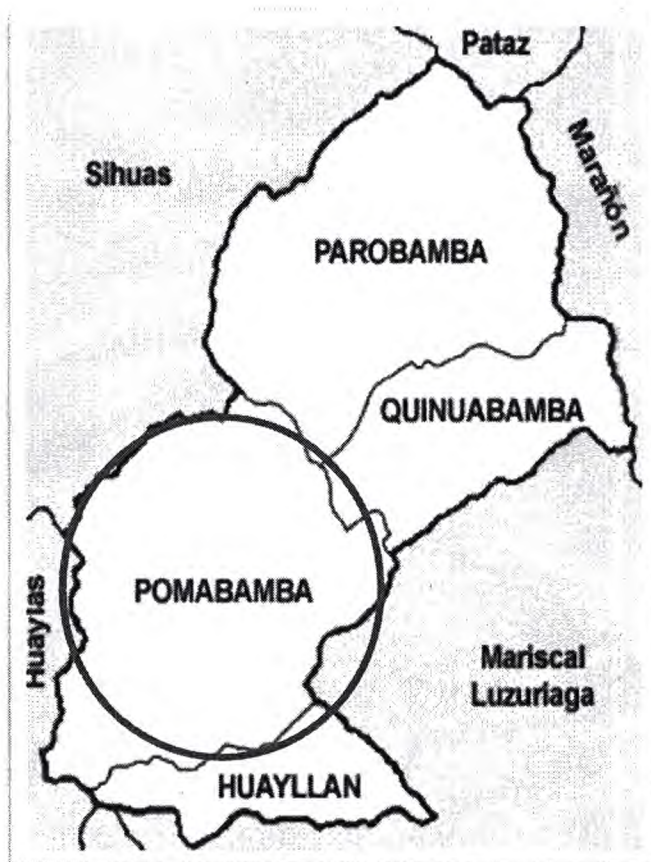 Pataz
Sihuas
Marañón
PAROBAMBA
QUINUABAMBA
Huaylas
POMABAMBA
Mariscal
Luzuriaga
HUAYLLAN